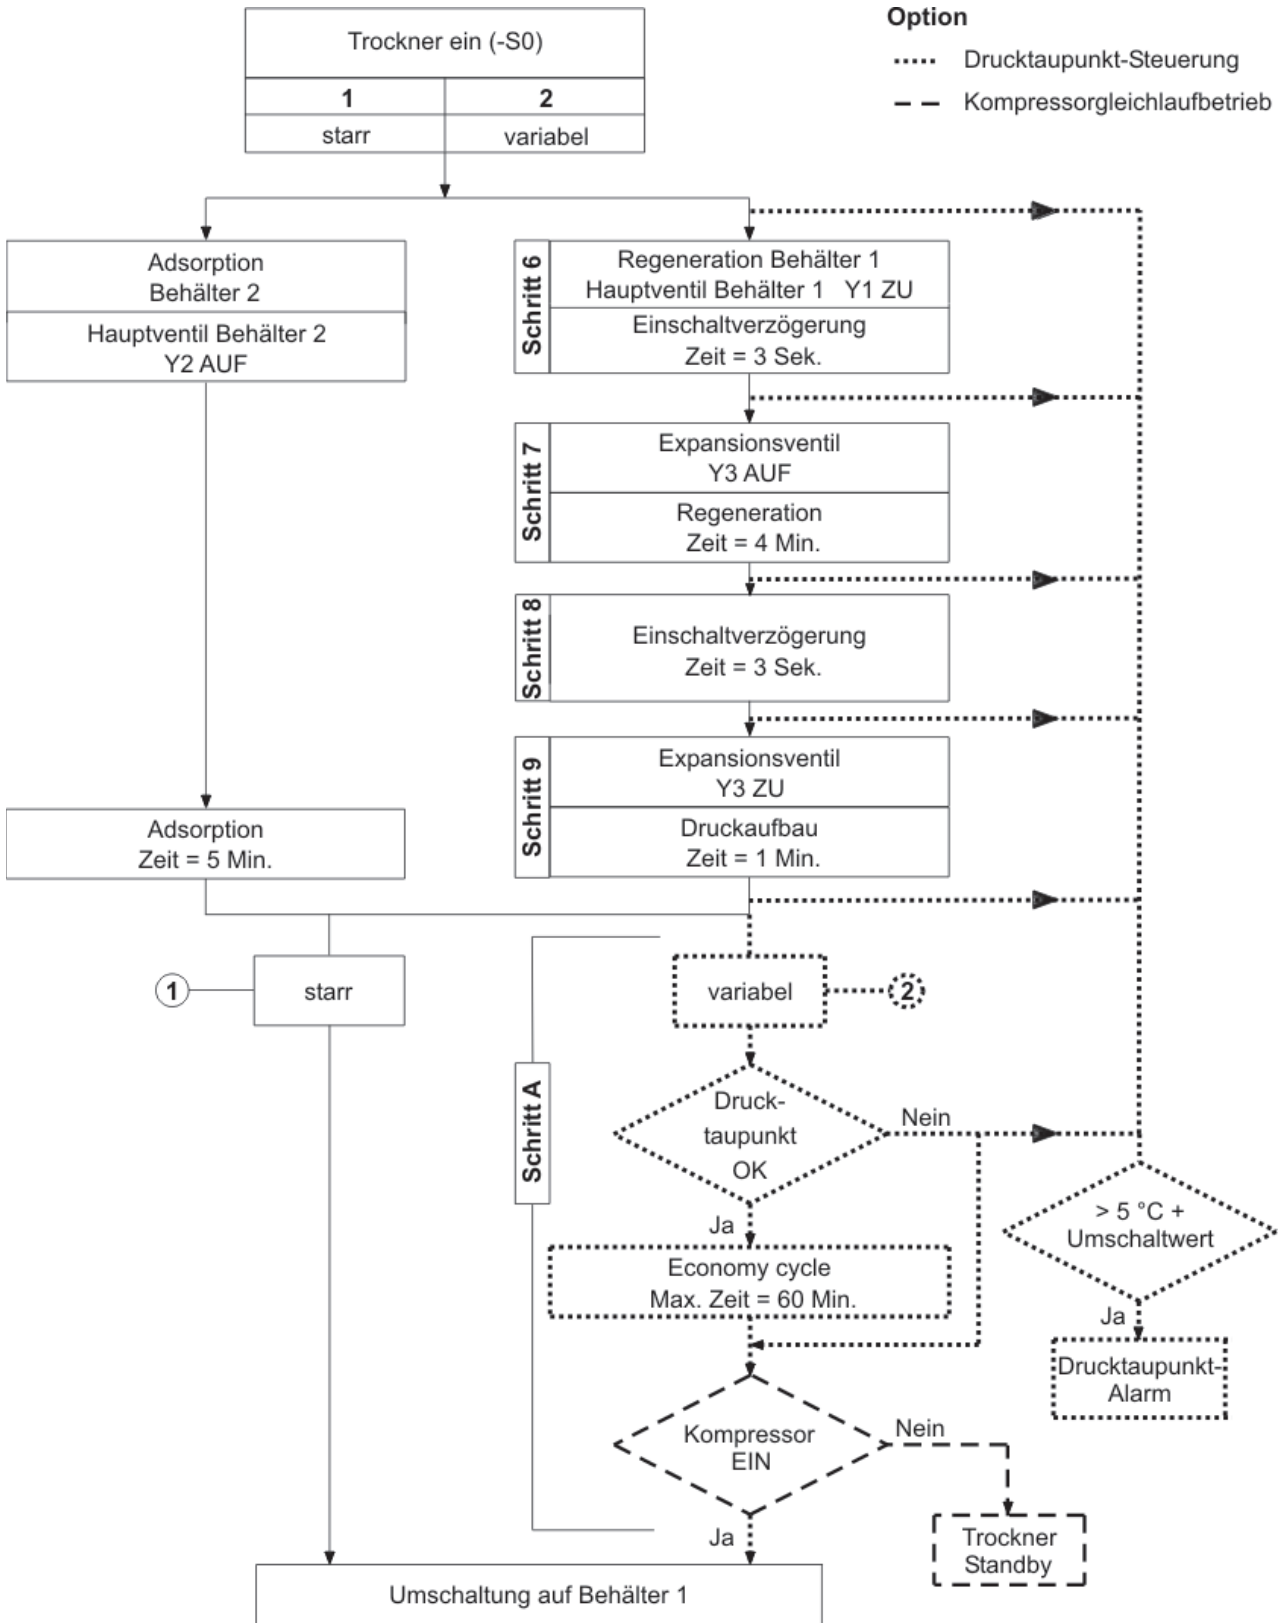 Option
Drucktaupunkt-Steuerung
Kompressorgleichlaufbetrieb
Trockner ein (-S0)
1
2
starr
variabel
Adsorption
Behälter 2
Hauptventil Behälter 2
Y2 AUF
Schritt 6
Regeneration Behälter 1
Hauptventil Behälter 1 Y1 ZU
Einschaltverzögerung
Zeit = 3 Sek.
Schritt 7
Expansionsventil
Y3 AUF
Regeneration
Zeit = 4 Min.
Schritt 8
Einschaltverzögerung
Zeit = 3 Sek.
Schritt 9
Expansionsventil
Y3 ZU
Druckaufbau
Zeit = 1 Min.
Adsorption
Zeit = 5 Min.
1
starr
variabel
2
Schritt A
Druck-
taupunkt
OK
Nein
Ja
> 5 °C +
Umschaltwert
Economy cycle
Max. Zeit = 60 Min.
Ja
Drucktaupunkt-
Alarm
Kompressor
EIN
Nein
Ja
Trockner
Standby
Umschaltung auf Behälter 1